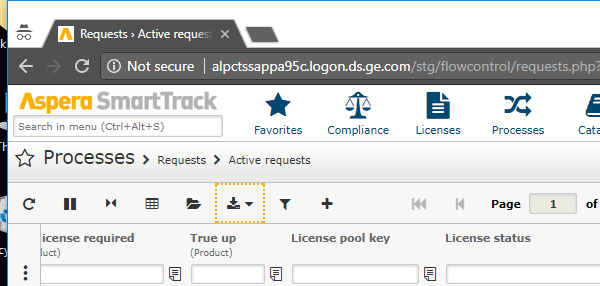 Requests › Active request
Not secure alpctssappa95c.logon.ds.ge.com/stg/flowcontrol/requests.php?
Aspera SmartTrack
Search in menu (Ctrl+Alt+S)
Favorites Compliance Licenses Processes Cata
Processes › Requests › Active requests
Page 1 of
icense required True up License pool key License status
duct) (Product)